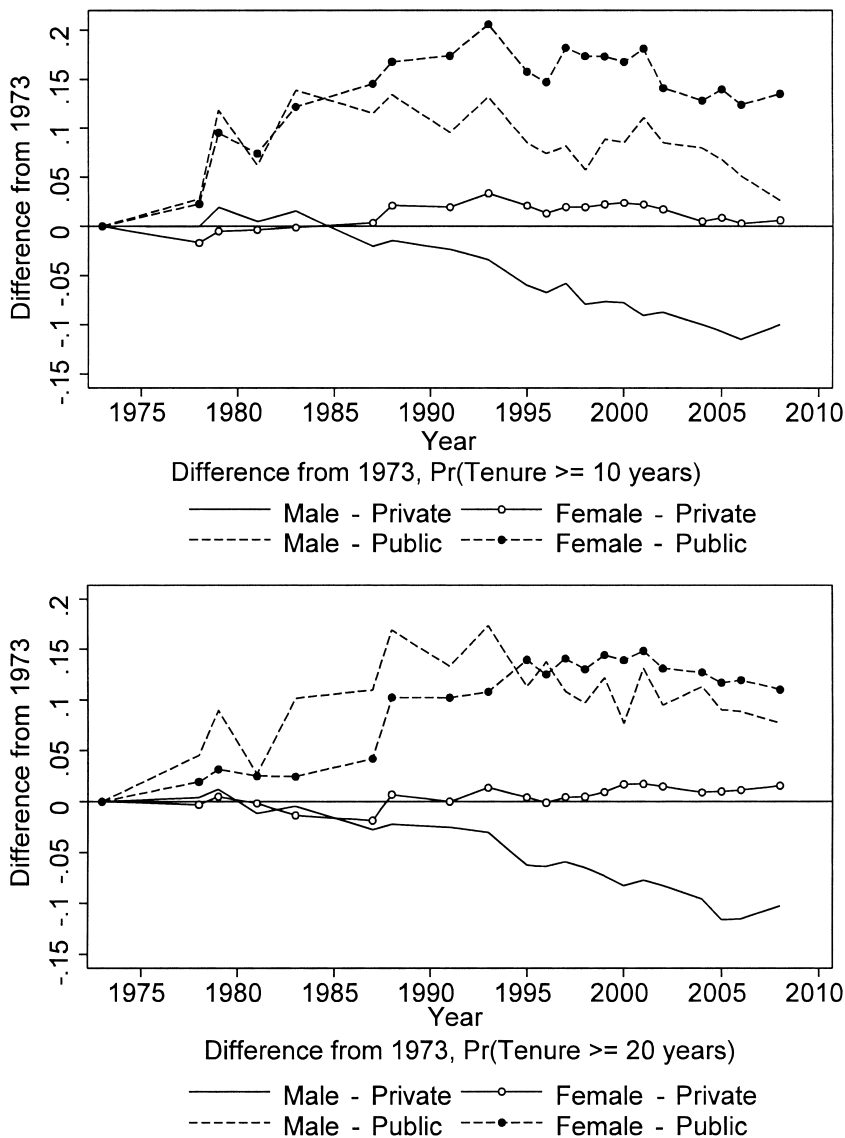 .2
.15
.1
.05
0
-.05
-.1
-.15
Difference from 1973
1975 1980 1985 1990 1995 2000 2005 2010
Year
Difference from 1973, Pr(Tenure >= 10 years)
Male - Private Female - Private
Male - Public Female - Public
.2
.15
.1
.05
0
-.05
-.1
-.15
Difference from 1973
1975 1980 1985 1990 1995 2000 2005 2010
Year
Difference from 1973, Pr(Tenure >= 20 years)
Male - Private Female - Private
Male - Public Female - Public